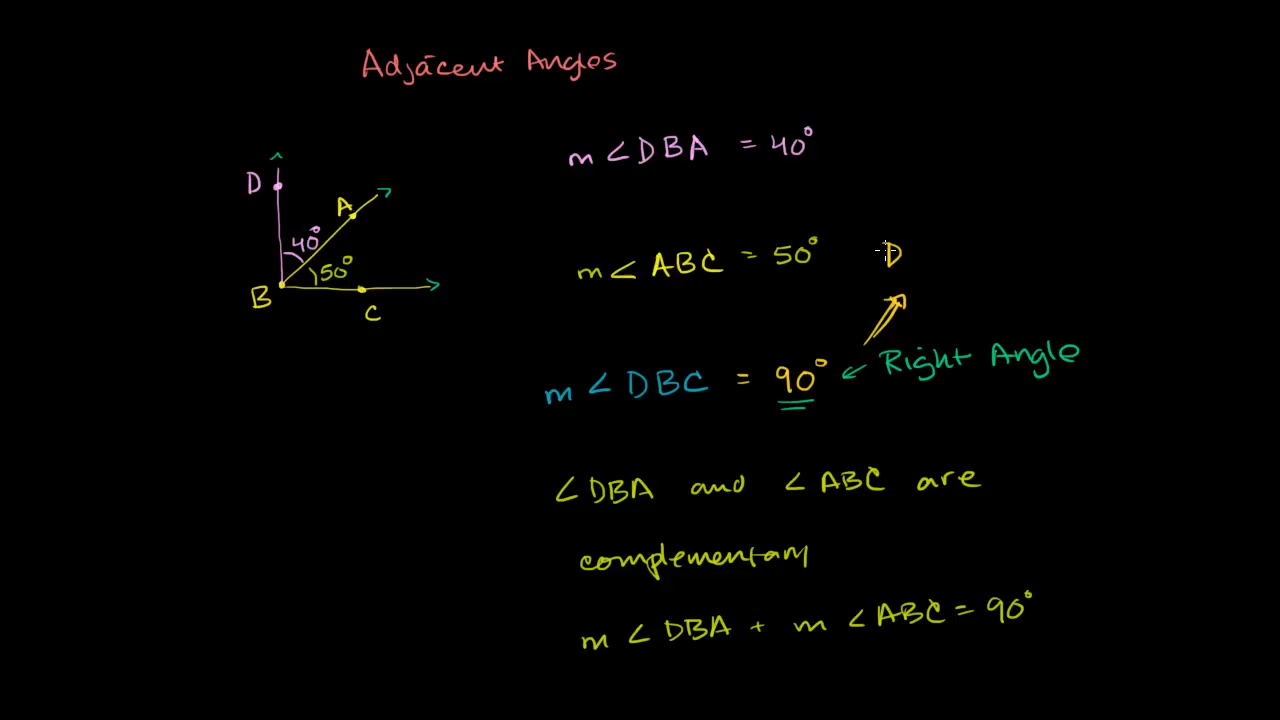 Adjacent Angles
m ∠DBA = 40°
D
A
40°
50°
B
C
m ∠ ABC = 50°
D
m ∠ DBC = 90° ← Right Angle
∠DBA and ∠ABC are
complementary
m ∠ DBA + m ∠ABC = 90°